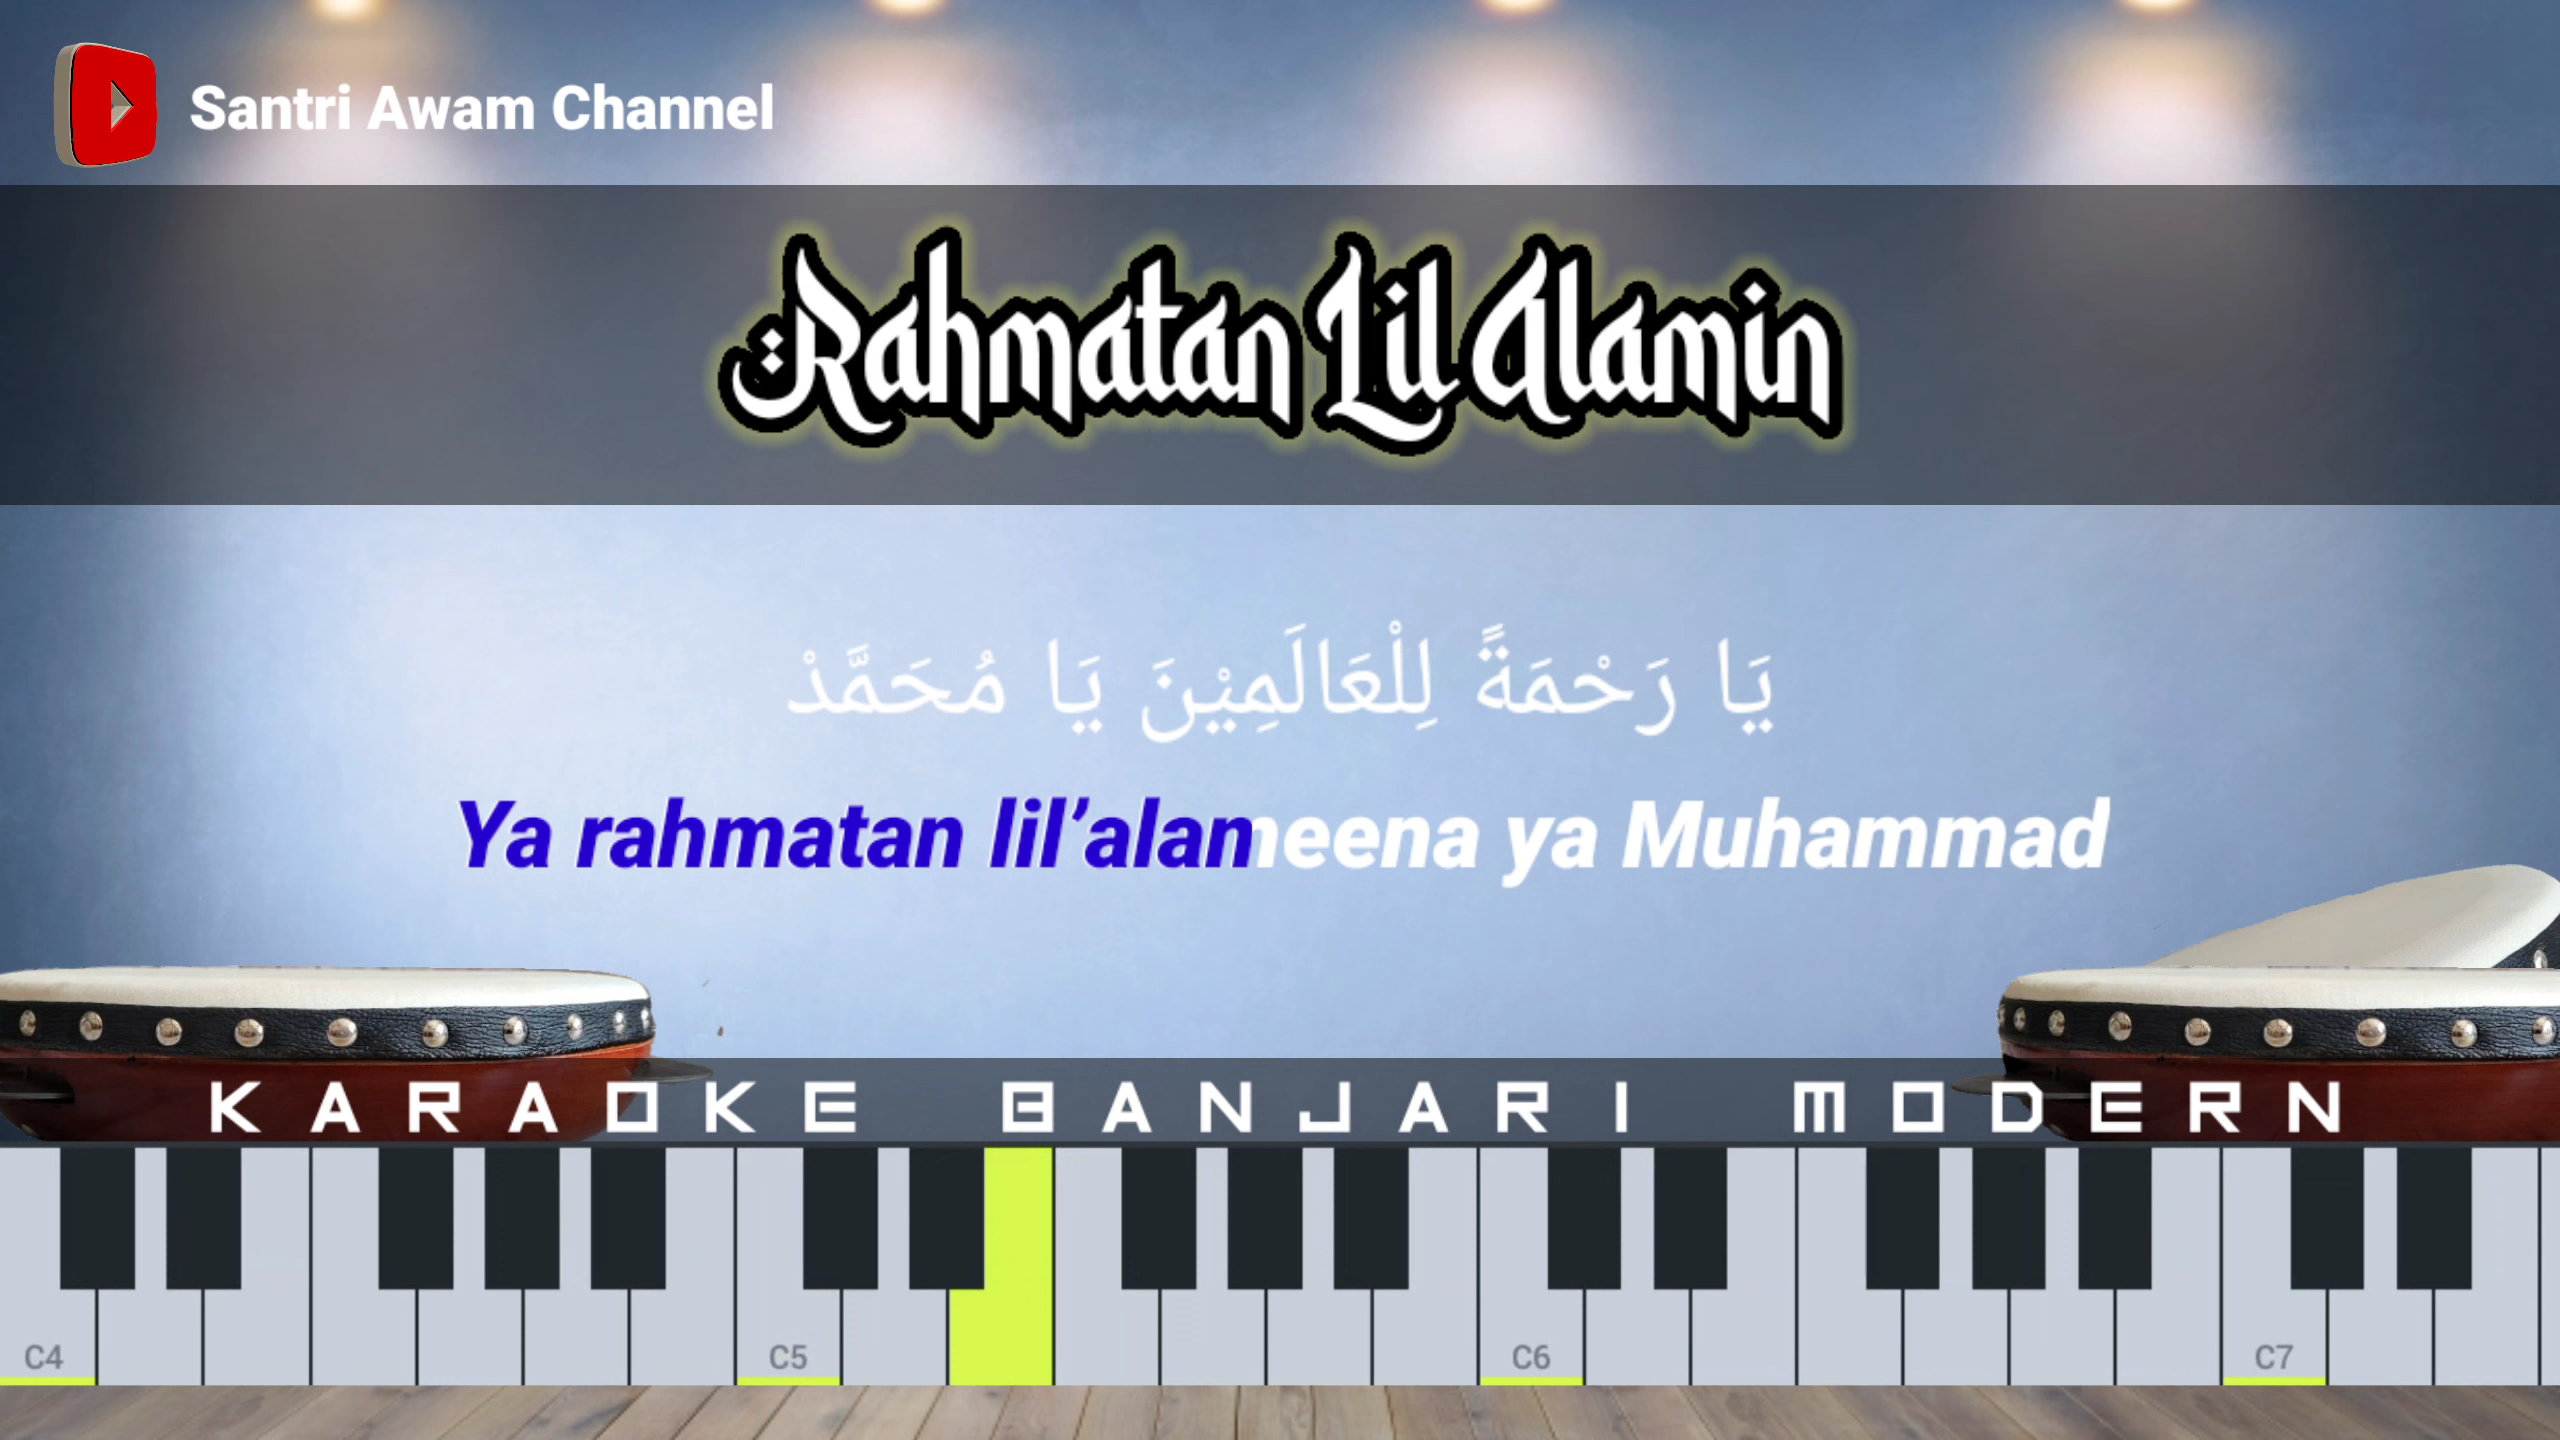 Santri Awam Channel
Rahmatan Lil Alamin
يَا رَحْمَةً لِلْعَالَمِيْنَ يَا مُحَمَّدْ
Ya rahmatan lil’alameena ya Muhammad
KARAOKE BANJARI MODERN
C4 C5 C6 C7